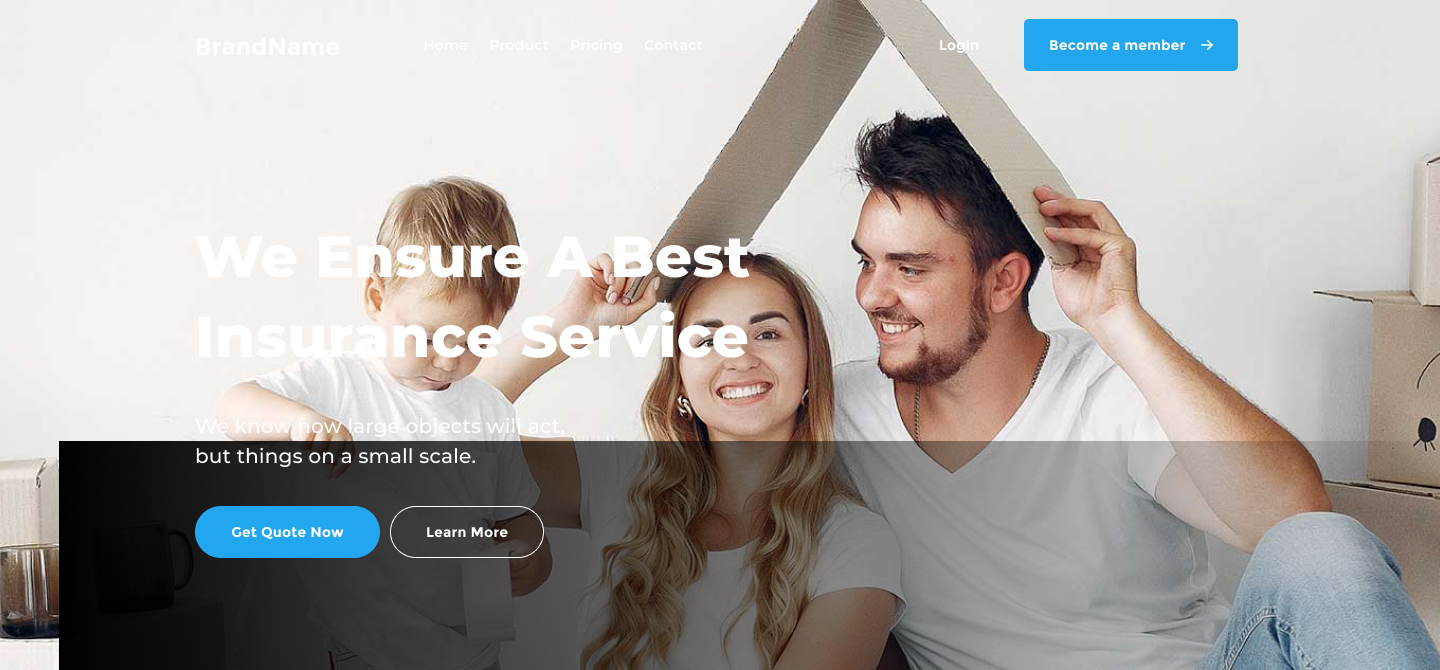 BrandName
Home Product Pricing Contact
Login
Become a member
We Ensure A Best
Insurance Service
We know how large objects will act,
but things on a small scale.
Get Quote Now
Learn More